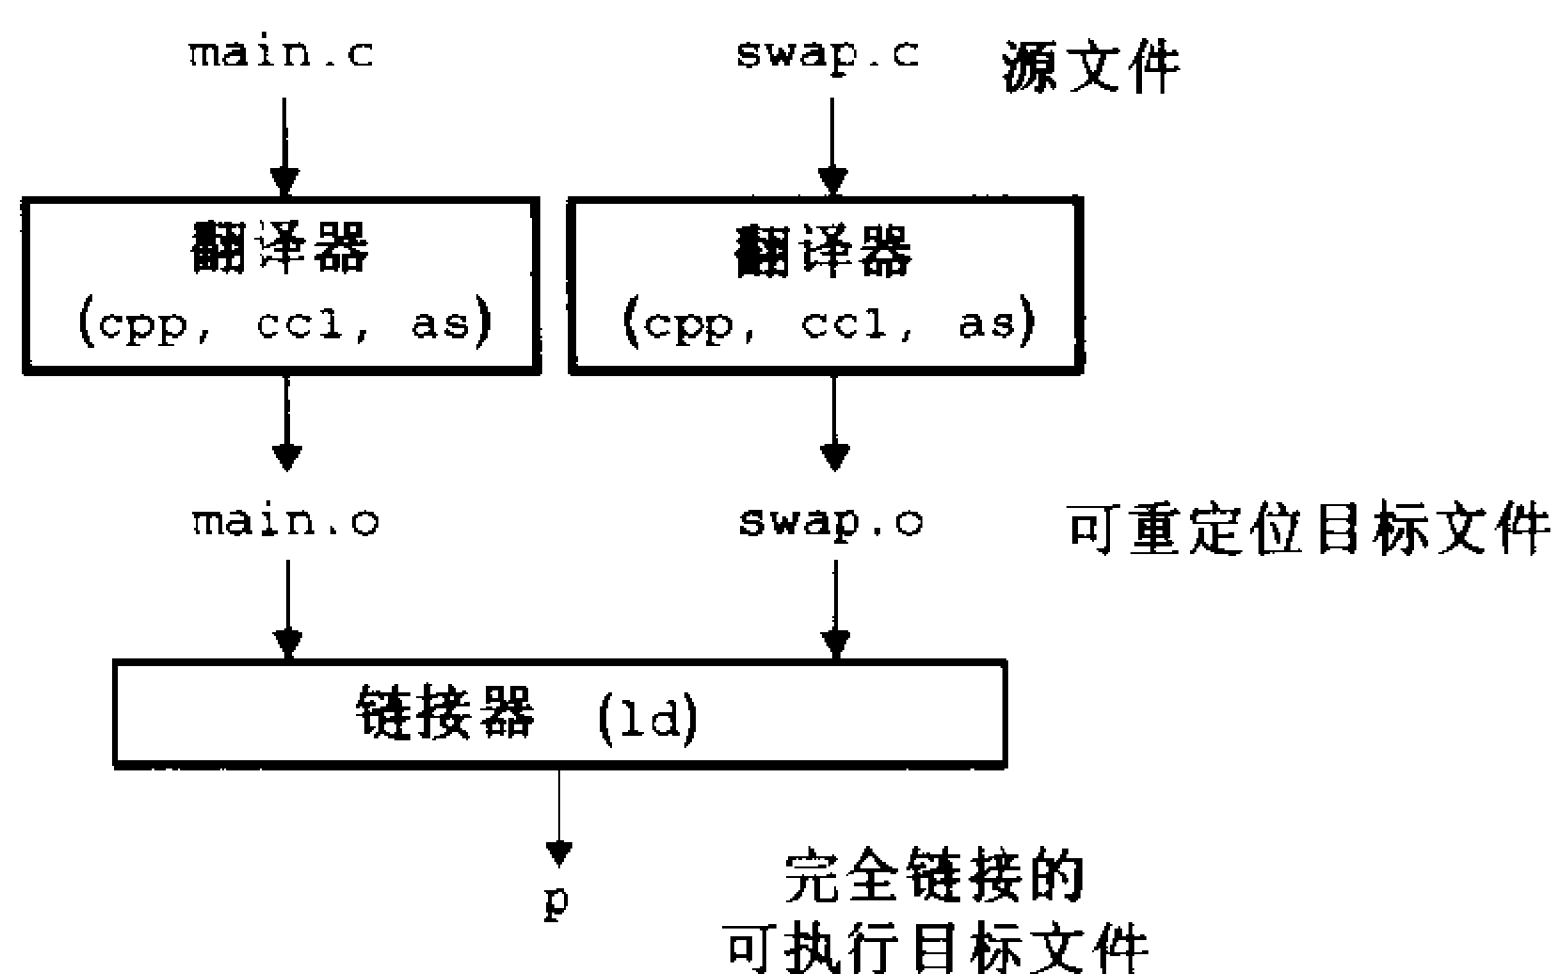 main.c swap.c 源文件
翻译器 翻译器
(cpp, cc1, as) (cpp, cc1, as)
main.o swap.o 可重定位目标文件
链接器 (ld)
p 完全链接的
可执行目标文件